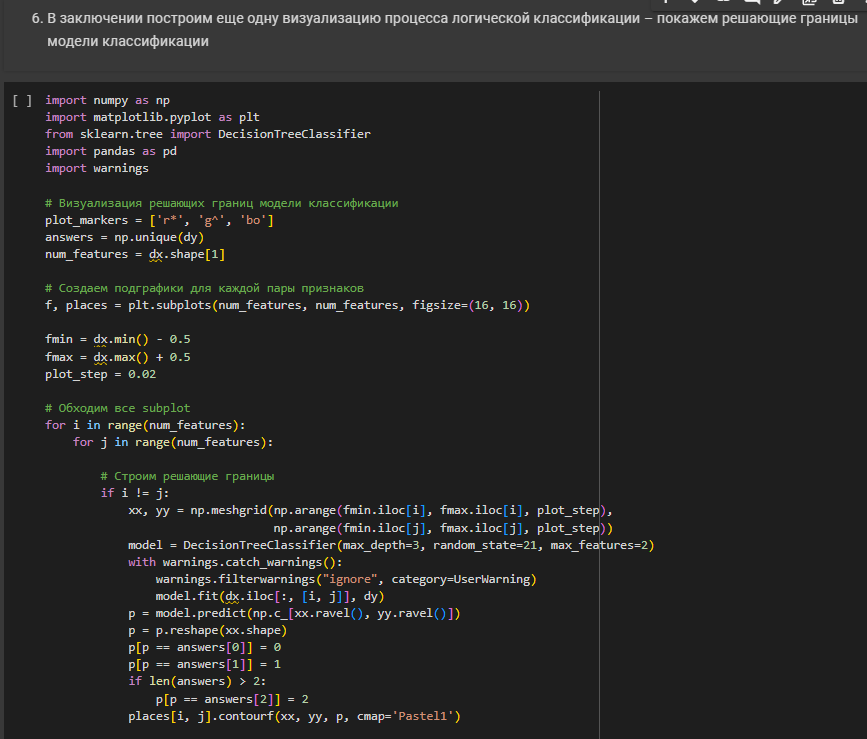 6. В заключении построим еще одну визуализацию процесса логической классификации – покажем решающие границы
модели классификации
[ ] import numpy as np
import matplotlib.pyplot as plt
from sklearn.tree import DecisionTreeClassifier
import pandas as pd
import warnings
# Визуализация решающих границ модели классификации
plot_markers = ['r*', 'g^', 'bo']
answers = np.unique(dy)
num_features = dx.shape[1]
# Создаем подграфики для каждой пары признаков
f, places = plt.subplots(num_features, num_features, figsize=(16, 16))
fmin = dx.min() - 0.5
fmax = dx.max() + 0.5
plot_step = 0.02
# Обходим все subplot
for i in range(num_features):
    for j in range(num_features):
        # Строим решающие границы
        if i != j:
            xx, yy = np.meshgrid(np.arange(fmin.iloc[i], fmax.iloc[i], plot_step),
                                 np.arange(fmin.iloc[j], fmax.iloc[j], plot_step))
            model = DecisionTreeClassifier(max_depth=3, random_state=21, max_features=2)
            with warnings.catch_warnings():
                warnings.filterwarnings("ignore", category=UserWarning)
                model.fit(dx.iloc[:, [i, j]], dy)
            p = model.predict(np.c_[xx.ravel(), yy.ravel()])
            p = p.reshape(xx.shape)
            p[p == answers[0]] = 0
            p[p == answers[1]] = 1
            if len(answers) > 2:
                p[p == answers[2]] = 2
            places[i, j].contourf(xx, yy, p, cmap='Pastel1')